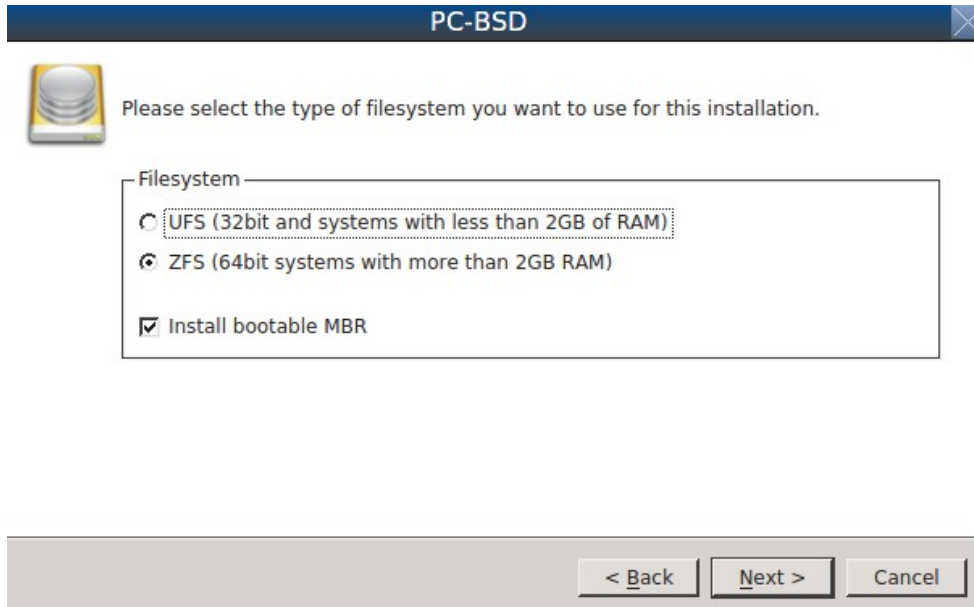 PC-BSD
Please select the type of filesystem you want to use for this installation.
Filesystem
UFS (32bit and systems with less than 2GB of RAM)
ZFS (64bit systems with more than 2GB RAM)
Install bootable MBR
< Back
Next >
Cancel